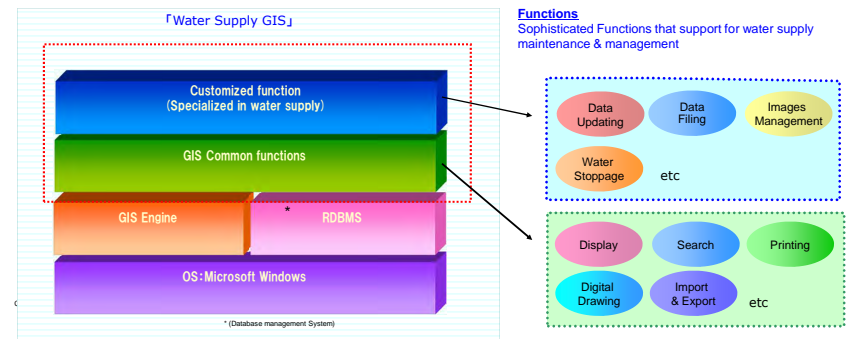 「Water Supply GIS」
Customized function
(Specialized in water supply)
GIS Common functions
GIS Engine
*
RDBMS
OS:Microsoft Windows
* (Database management System)
Functions
Sophisticated Functions that support for water supply
maintenance & management
Data
Updating
Data
Filing
Images
Management
Water
Stoppage
etc
Display
Search
Printing
Digital
Drawing
Import
& Export
etc